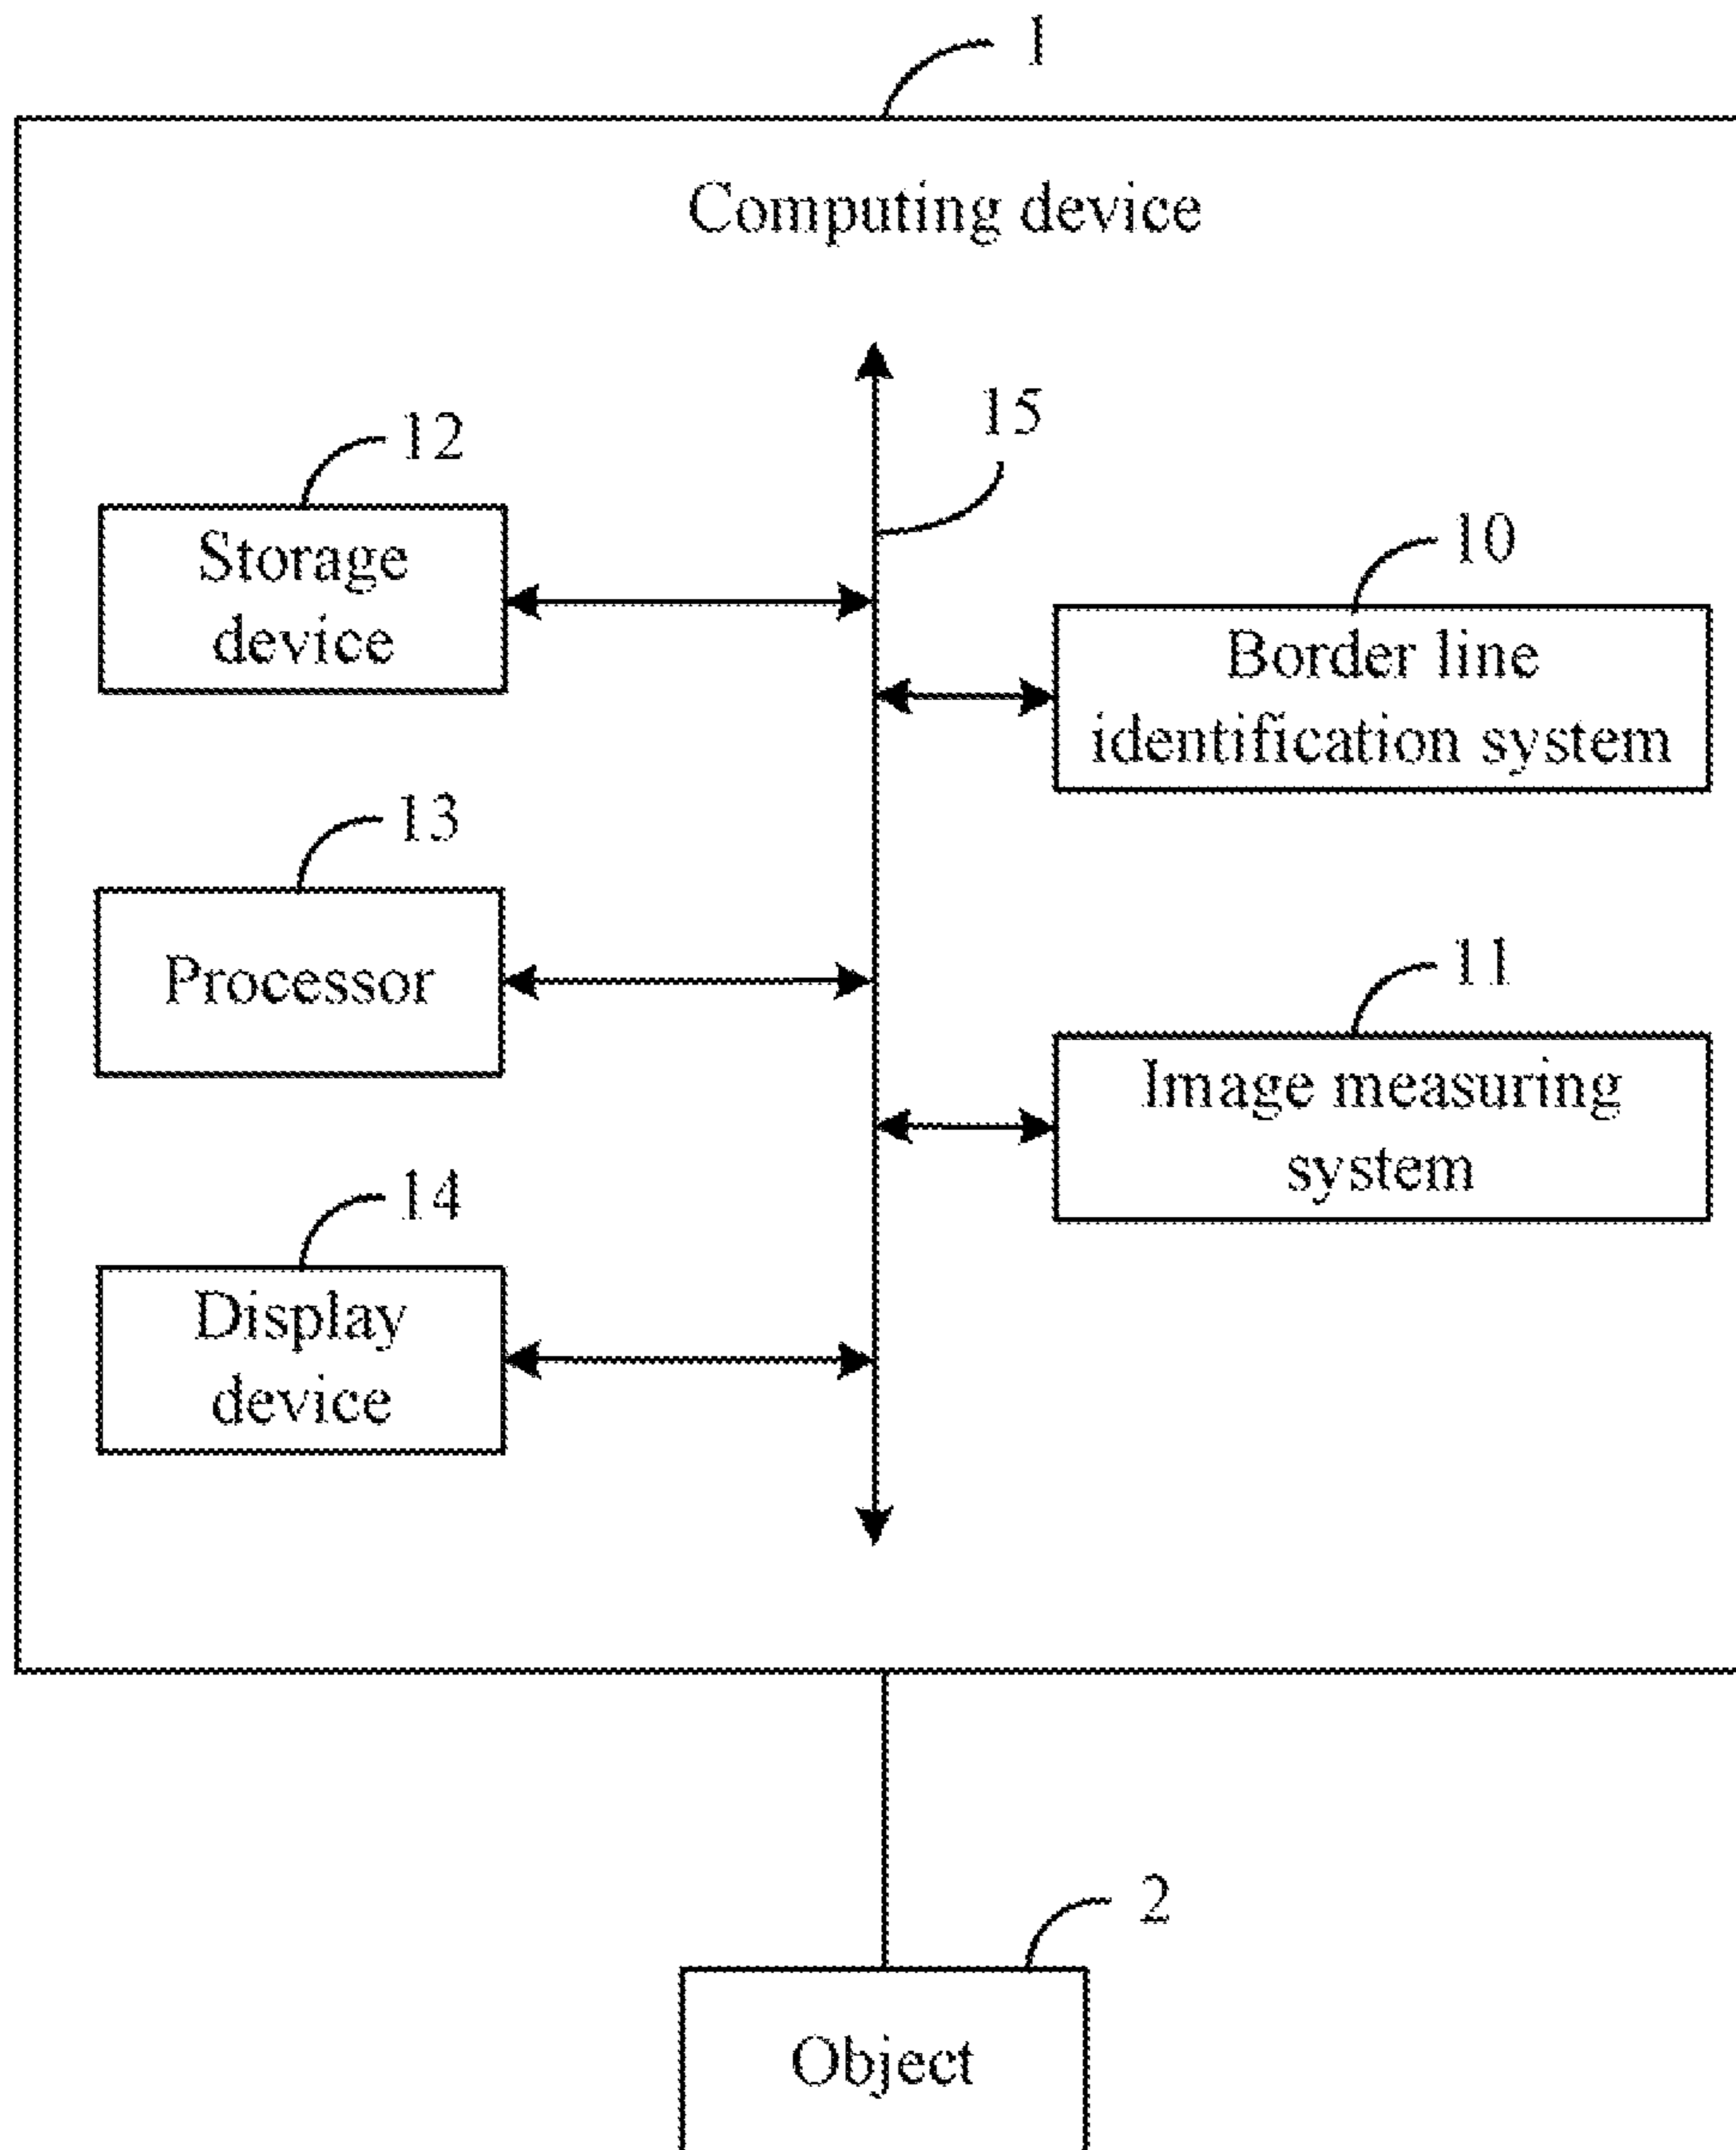 1
Computing device
15
12
Storage
device
10
Border line
identification system
13
Processor
11
Image measuring
system
14
Display
device
2
Object